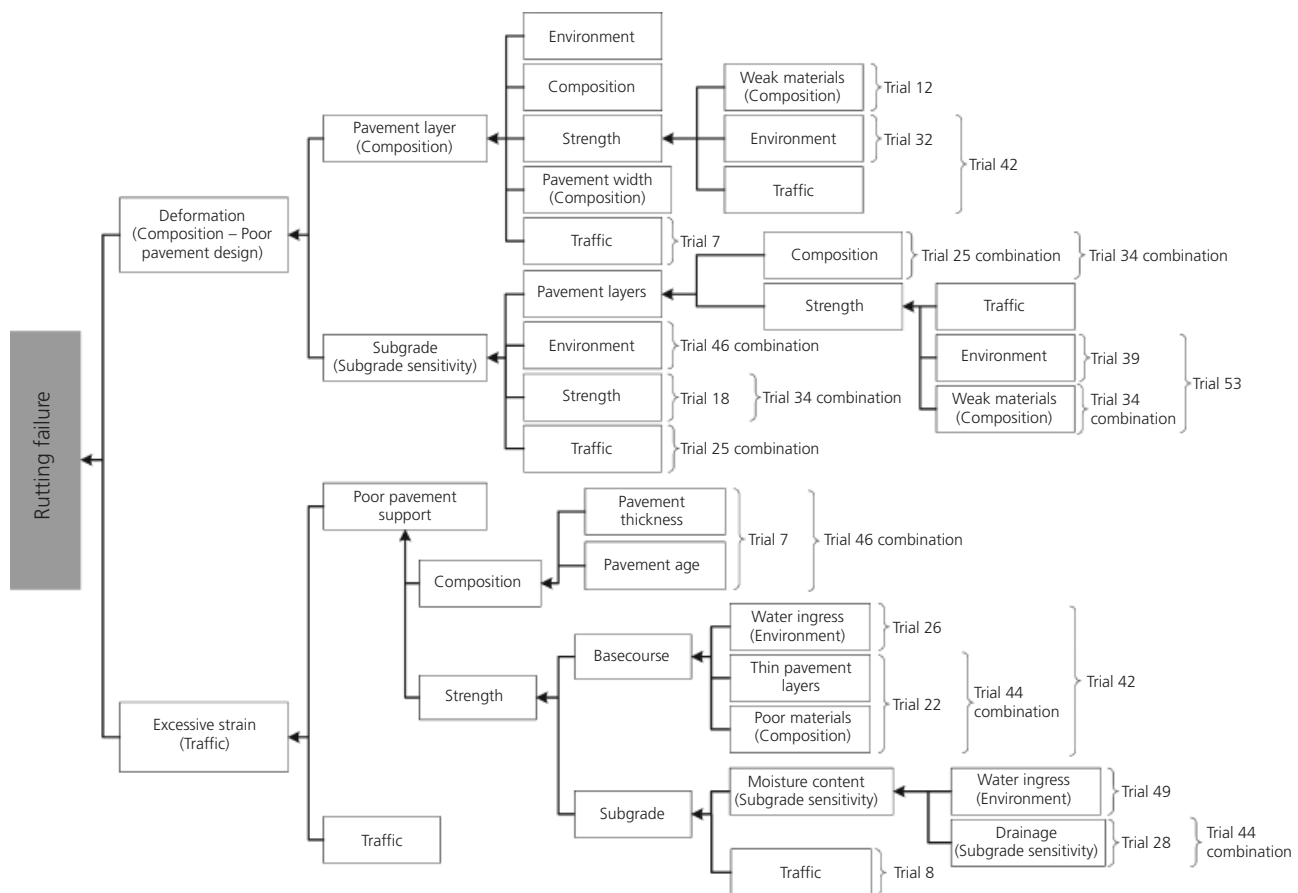 Environment
Composition
Weak materials
(Composition)
Trial 12
Pavement layer
(Composition)
Strength
Environment
Trial 32
Trial 42
Pavement width
(Composition)
Traffic
Deformation
(Composition – Poor
pavement design)
Traffic
Trial 7
Composition
Trial 25 combination
Trial 34 combination
Pavement layers
Strength
Traffic
Subgrade
(Subgrade sensitivity)
Environment
Trial 46 combination
Environment
Trial 39
Trial 53
Strength
Trial 18
Trial 34 combination
Weak materials
(Composition)
Trial 34
combination
Traffic
Trial 25 combination
Rutting failure
Poor pavement
support
Pavement
thickness
Trial 7
Trial 46 combination
Composition
Pavement age
Water ingress
(Environment)
Trial 26
Basecourse
Thin pavement
layers
Trial 22
Trial 44
combination
Trial 42
Strength
Poor materials
(Composition)
Excessive strain
(Traffic)
Moisture content
(Subgrade sensitivity)
Water ingress
(Environment)
Trial 49
Subgrade
Drainage
(Subgrade sensitivity)
Trial 28
Trial 44
combination
Traffic
Traffic
Trial 8